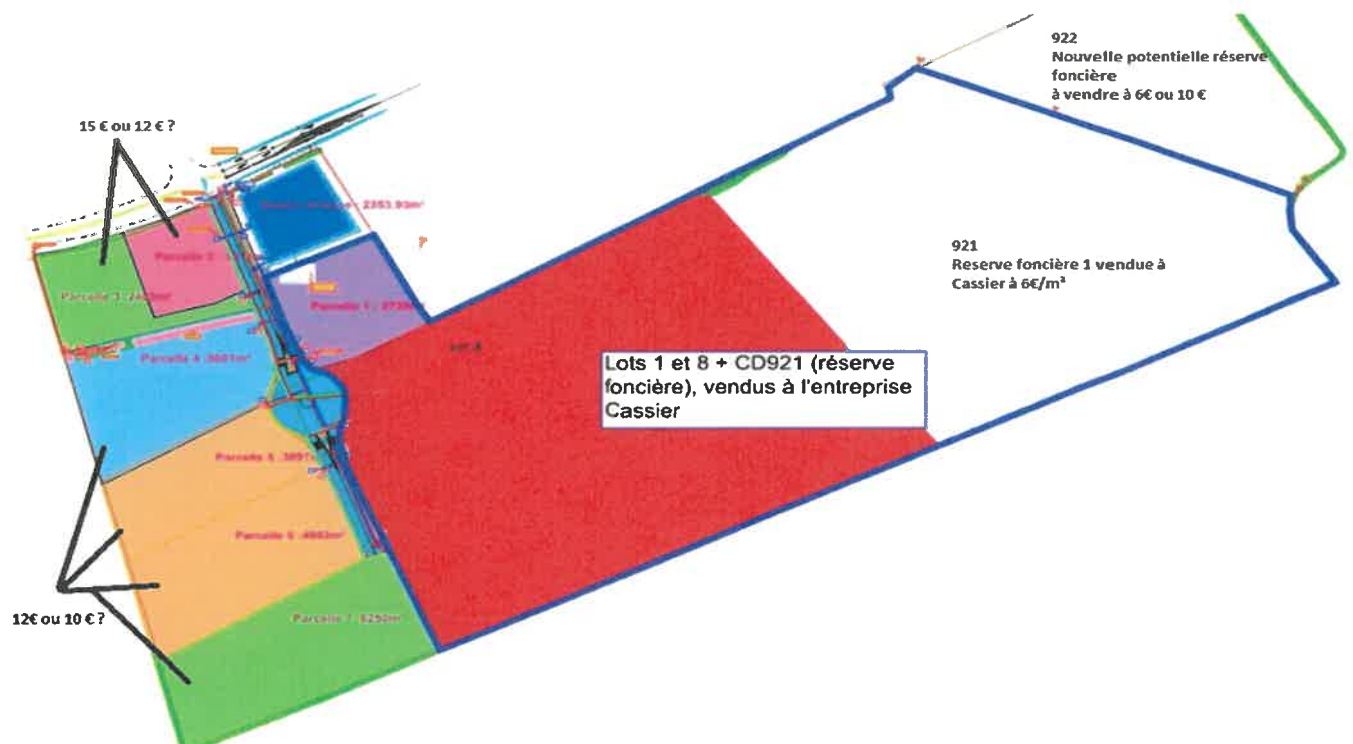 922
Nouvelle potentielle réserve
foncière
à vendre à 6€ ou 10 €
15 € ou 12 € ?
Parcelle 2
Parcelle 3
Parcelle 1
921
Reserve foncière 1 vendue à
Cassier à 6€/m²
Parcelle 4
Lots 1 et 8 + CD921 (réserve
foncière), vendus à l'entreprise
Cassier
Parcelle
Parcelle
12€ ou 10 € ?
Parcelle 7